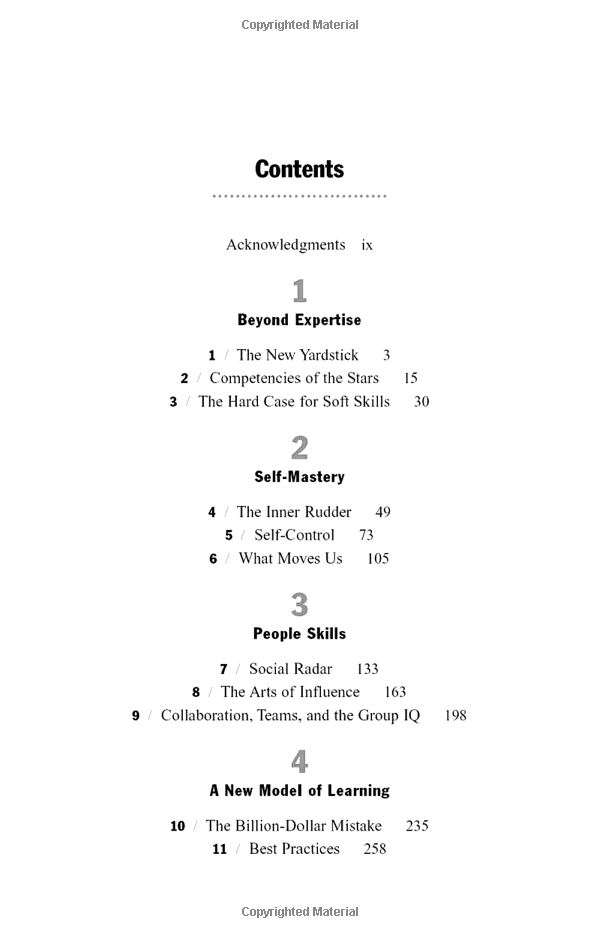 Copyrighted Material
Contents
Acknowledgments ix
1
Beyond Expertise
1 / The New Yardstick 3
2 / Competencies of the Stars 15
3 / The Hard Case for Soft Skills 30
2
Self-Mastery
4 / The Inner Rudder 49
5 / Self-Control 73
6 / What Moves Us 105
3
People Skills
7 / Social Radar 133
8 / The Arts of Influence 163
9 / Collaboration, Teams, and the Group IQ 198
4
A New Model of Learning
10 / The Billion-Dollar Mistake 235
11 / Best Practices 258
Copyrighted Material